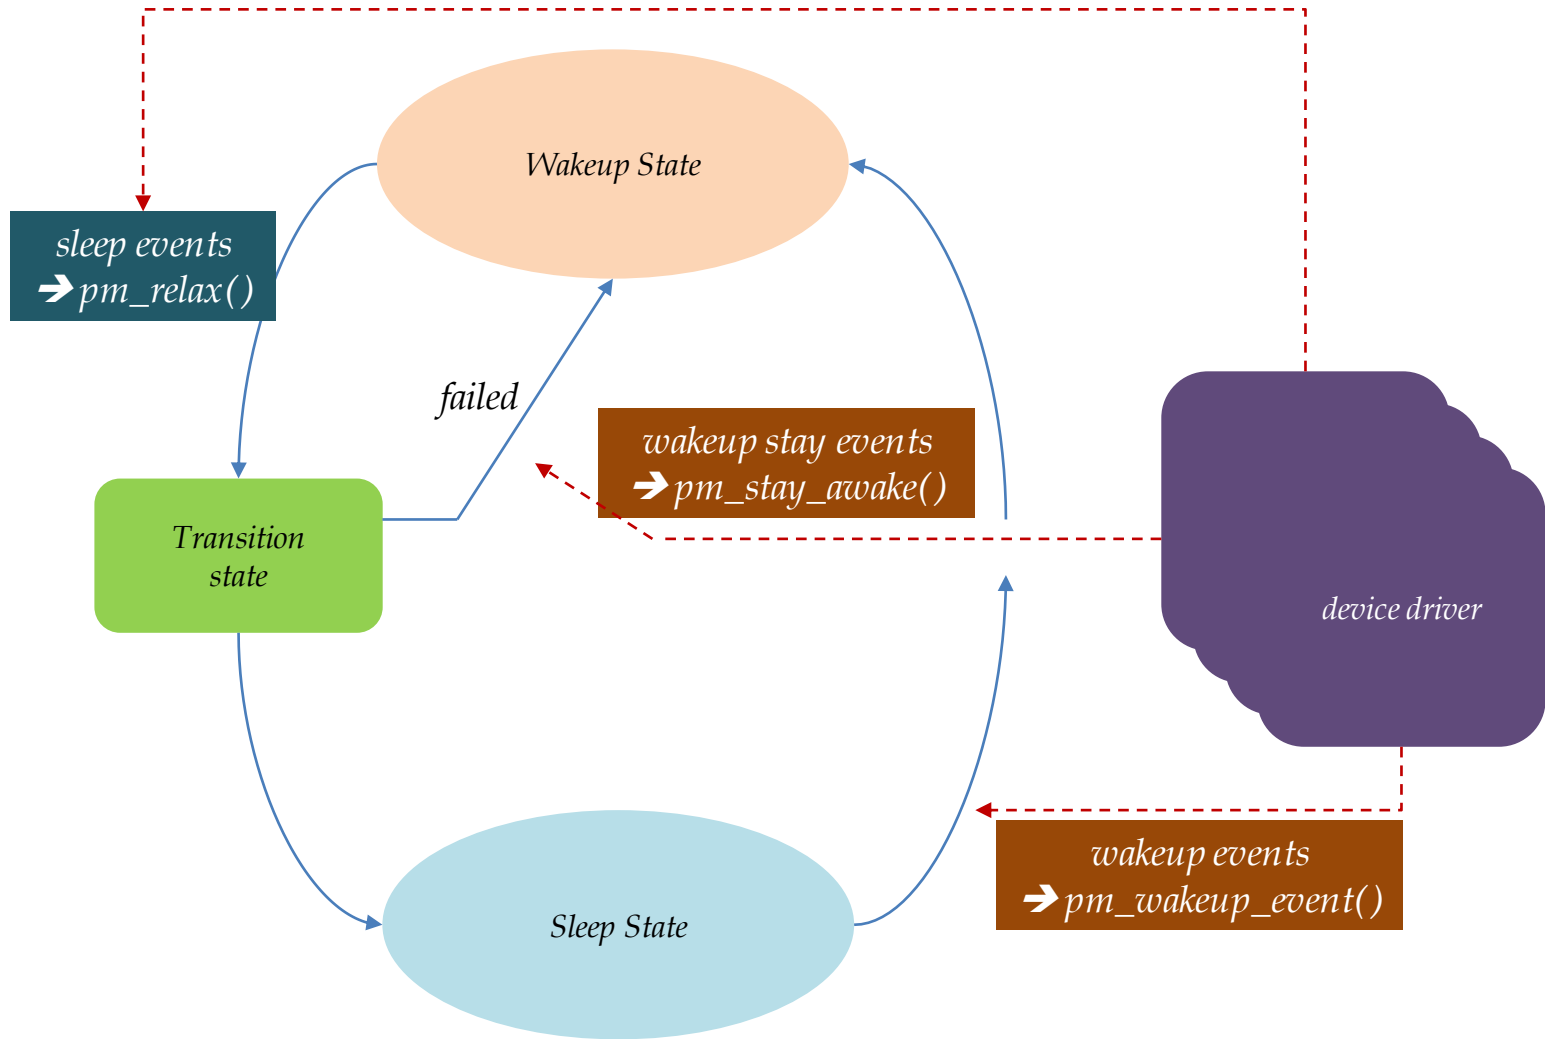 Wakeup State
sleep events
➔ pm_relax()
failed
wakeup stay events
➔ pm_stay_awake()
Transition
state
device driver
wakeup events
➔ pm_wakeup_event()
Sleep State